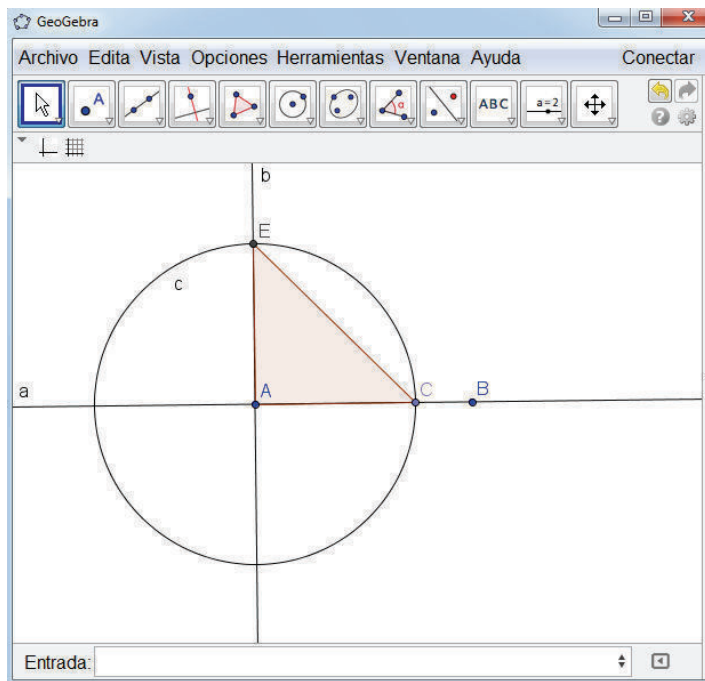 GeoGebra
Archivo Edita Vista Opciones Herramientas Ventana Ayuda Conectar
A α ABC a=2
b
E
c
a A C B
Entrada: